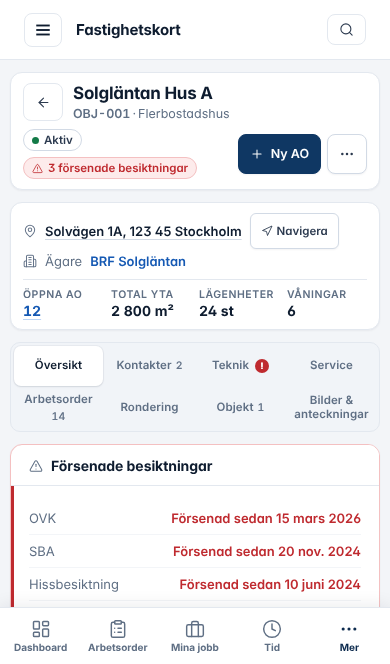 Fastighetskort
Solgläntan Hus A
OBJ-001 · Flerbostadshus
Aktiv
3 försenade besiktningar
Ny AO
Solvägen 1A, 123 45 Stockholm
Navigera
Ägare BRF Solgläntan
ÖPPNA AO TOTAL YTA LÄGENHETER VÅNINGAR
12 2 800 m² 24 st 6
Översikt Kontakter 2 Teknik ! Service
Arbetsorder 14 Rondering Objekt 1 Bilder & anteckningar
Försenade besiktningar
OVK Försenad sedan 15 mars 2026
SBA Försenad sedan 20 nov. 2024
Hissbesiktning Försenad sedan 10 juni 2024
Dashboard Arbetsorder Mina jobb Tid Mer